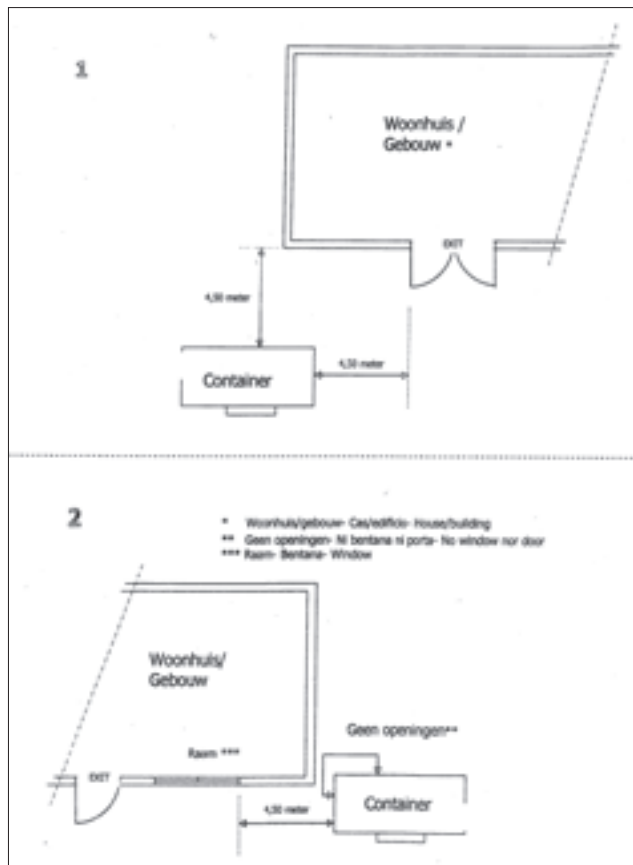 1
Woonhuis /
Gebouw *
EXIT
4,50 meter
4,50 meter
Container
2
* Woonhuis/gebouw- Cas/edificio- House/building
** Geen openingen- Ni bentana ni porta- No window nor door
*** Raam- Bentana- Window
Woonhuis/
Gebouw
Geen openingen**
Raam ***
EXIT
4,50 meter
Container